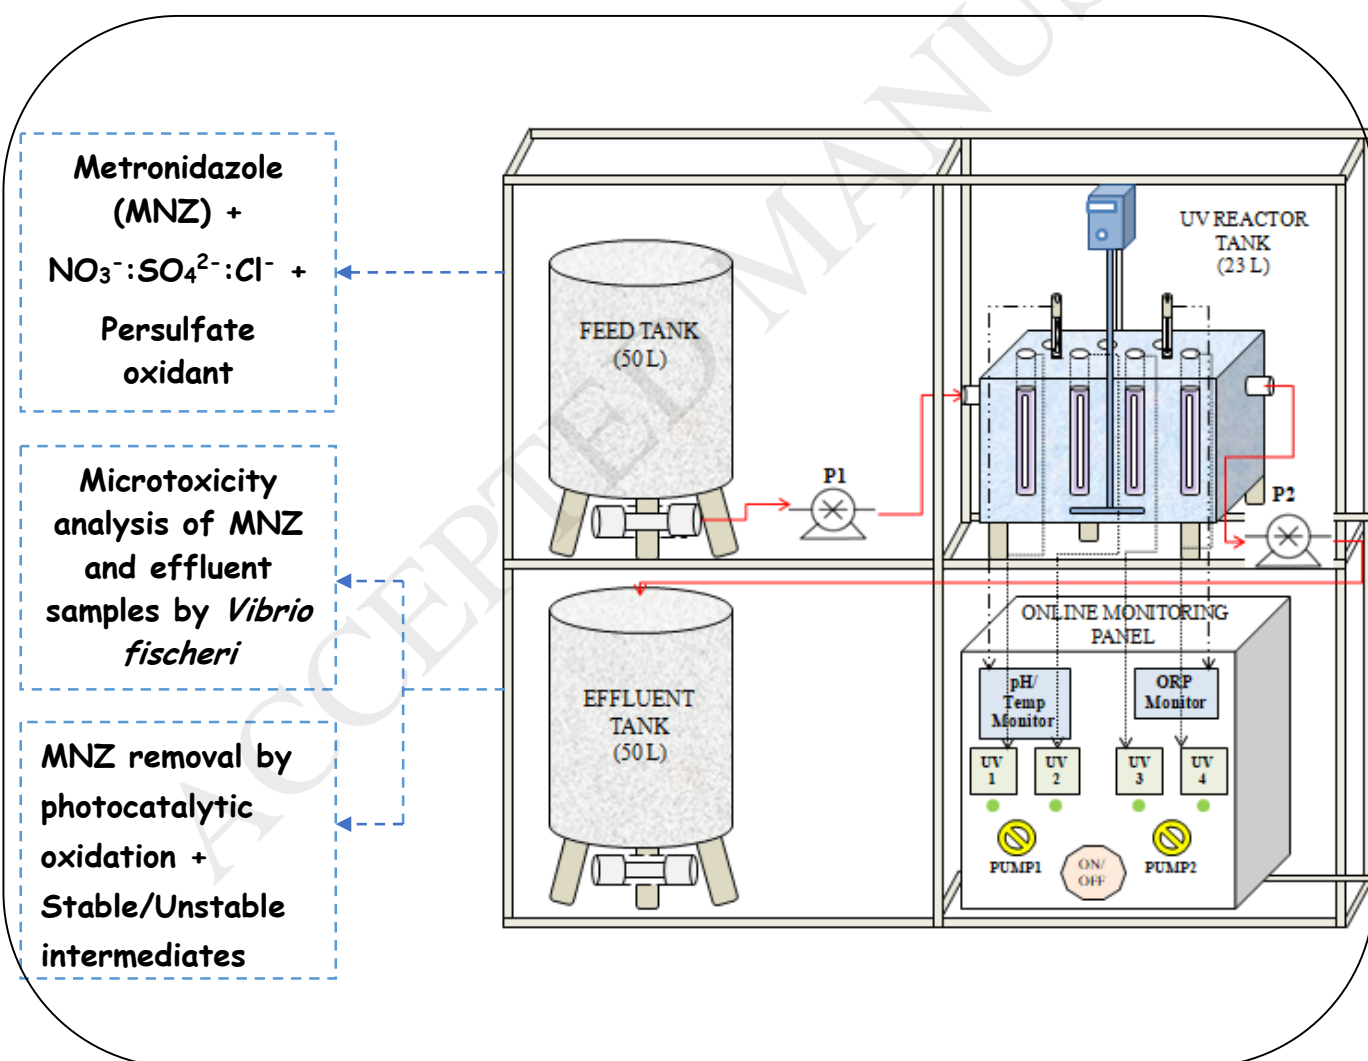 Metronidazole
(MNZ) +
NO₃⁻:SO₄²⁻:Cl⁻ +
Persulfate
oxidant
Microtoxicity
analysis of MNZ
and effluent
samples by Vibrio
fischeri
MNZ removal by
photocatalytic
oxidation +
Stable/Unstable
intermediates
UV REACTOR
TANK
(23 L)
FEED TANK
(50 L)
P1
P2
EFFLUENT
TANK
(50 L)
ONLINE MONITORING
PANEL
pH/
Temp
Monitor
ORP
Monitor
UV
1
UV
2
UV
3
UV
4
PUMP1
ON/
OFF
PUMP2
ACCEPTED MANUS